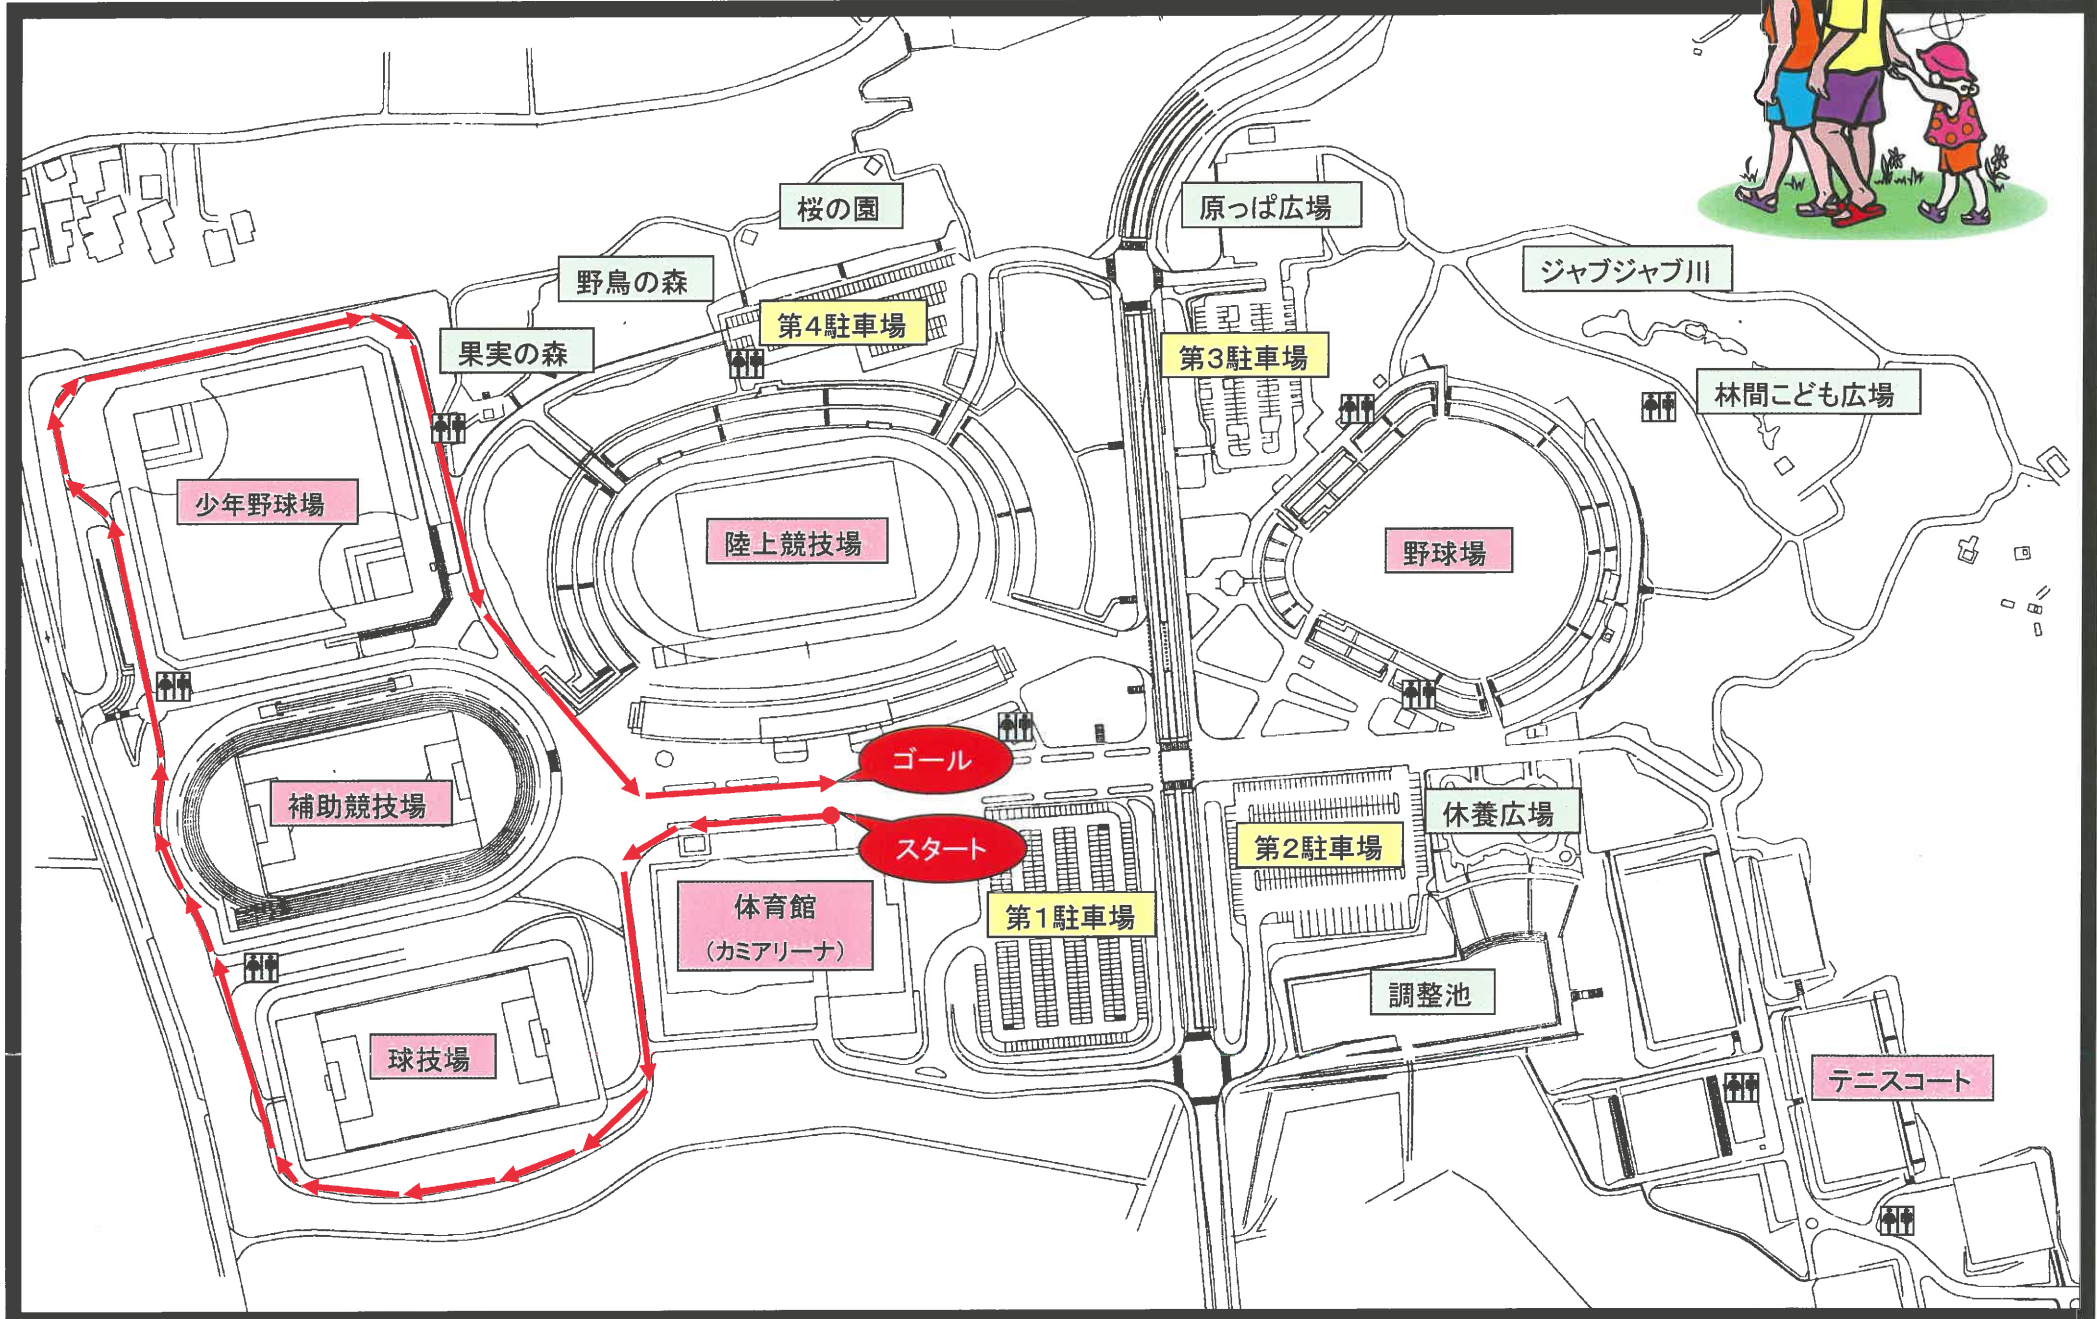 桜の園
原っぱ広場
野鳥の森
ジャブジャブ川
第4駐車場
果実の森
第3駐車場
林間こども広場
少年野球場
陸上競技場
野球場
ゴール
補助競技場
休養広場
スタート
第2駐車場
体育館
(カミアリーナ)
第1駐車場
調整池
球技場
テニスコート